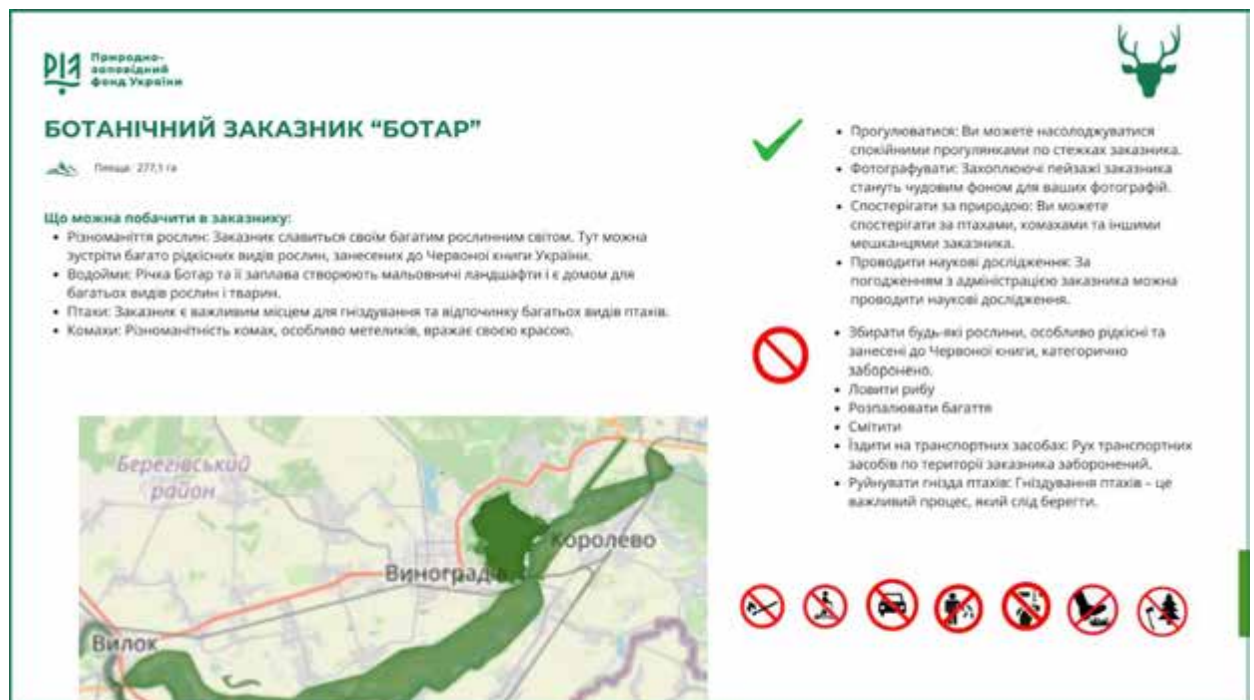 Природно-
заповідний
фонд України
БОТАНІЧНИЙ ЗАКАЗНИК “БОТАР”
Площа: 277,1 га
Що можна побачити в заказнику:
• Різноманіття рослин: Заказник славиться своїм багатим рослинним світом. Тут можна
зустріти багато рідкісних видів рослин, занесених до Червоної книги України.
• Водойми: Річка Ботар та її заплава створюють мальовничі ландшафти і є домом для
багатьох видів рослин і тварин.
• Птахи: Заказник є важливим місцем для гніздування та відпочинку багатьох видів птахів.
• Комахи: Різноманітність комах, особливо метеликів, вражає своєю красою.
Берегівський
район
Королево
Виноградів
Вилок
• Прогулюватися: Ви можете насолоджуватися
спокійними прогулянками по стежках заказника.
• Фотографувати: Захоплюючі пейзажі заказника
стануть чудовим фоном для ваших фотографій.
• Спостерігати за природою: Ви можете
спостерігати за птахами, комахами та іншими
мешканцями заказника.
• Проводити наукові дослідження: За
погодженням з адміністрацією заказника можна
проводити наукові дослідження.
• Збирати будь-які рослини, особливо рідкісні та
занесені до Червоної книги, категорично
заборонено.
• Ловити рибу
• Розпалювати багаття
• Смітити
• Їздити на транспортних засобах: Рух транспортних
засобів по території заказника заборонений.
• Руйнувати гнізда птахів: Гніздування птахів – це
важливий процес, який слід берегти.